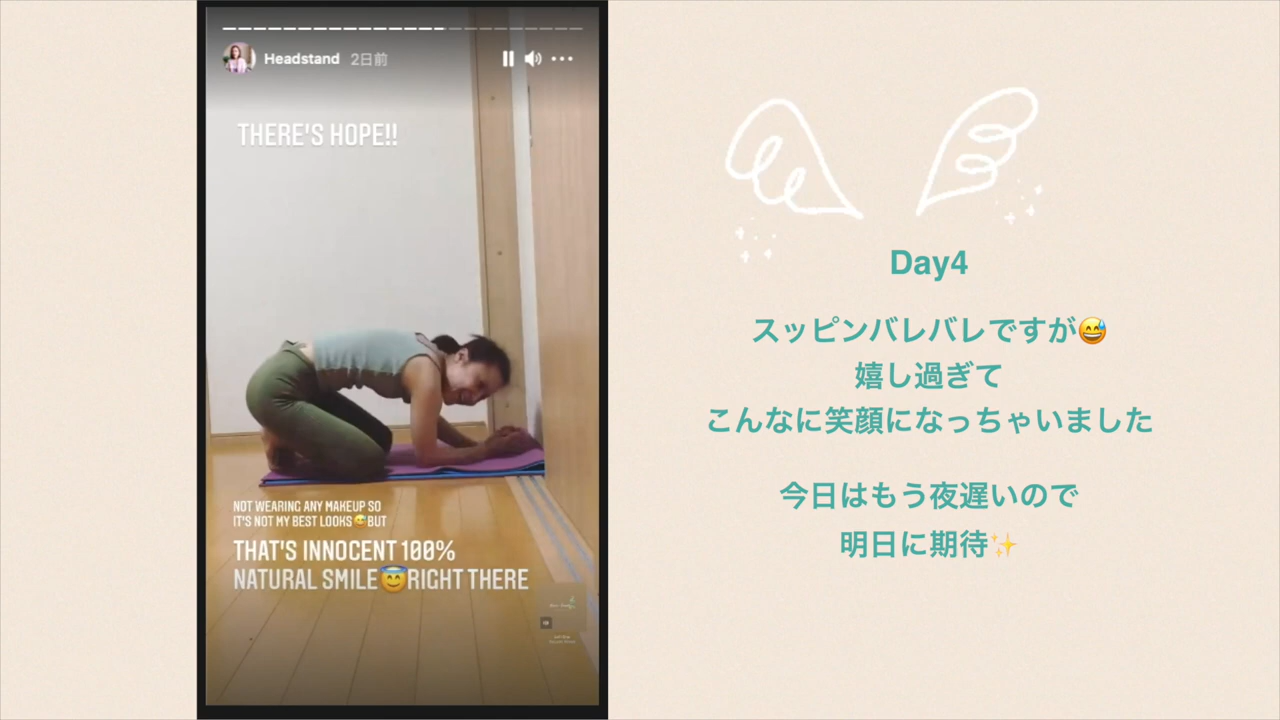 Headstand 2日前
THERE'S HOPE!!
NOT WEARING ANY MAKEUP SO
IT'S NOT MY BEST LOOKS😅BUT
THAT'S INNOCENT 100%
NATURAL SMILE😇RIGHT THERE
Day4
スッピンバレバレですが😅
嬉し過ぎて
こんなに笑顔になっちゃいました
今日はもう夜遅いので
明日に期待✨